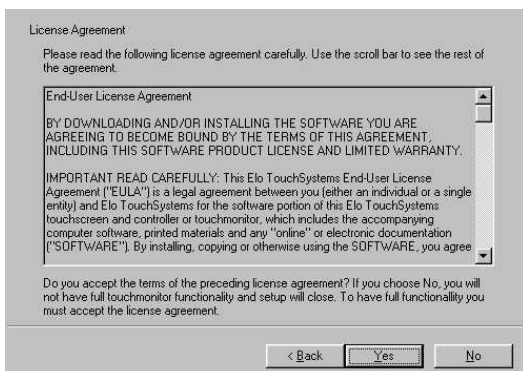 License Agreement
Please read the following license agreement carefully. Use the scroll bar to see the rest of
the agreement.
End-User License Agreement
BY DOWNLOADING AND/OR INSTALLING THE SOFTWARE YOU ARE
AGREEING TO BECOME BOUND BY THE TERMS OF THIS AGREEMENT,
INCLUDING THIS SOFTWARE PRODUCT LICENSE AND LIMITED WARRANTY.
IMPORTANT READ CAREFULLY: This Elo TouchSystems End-User License
Agreement ("EULA") is a legal agreement between you (either an individual or a single
entity) and Elo TouchSystems for the software portion of this Elo TouchSystems
touchscreen and controller or touchmonitor, which includes the accompanying
computer software, printed materials and any "online" or electronic documentation
("SOFTWARE"). By installing, copying or otherwise using the SOFTWARE, you agree
Do you accept the terms of the preceding license agreement? If you choose No, you will
not have full touchmonitor functionality and setup will close. To have full functionallity you
must accept the license agreement.
< Back Yes No